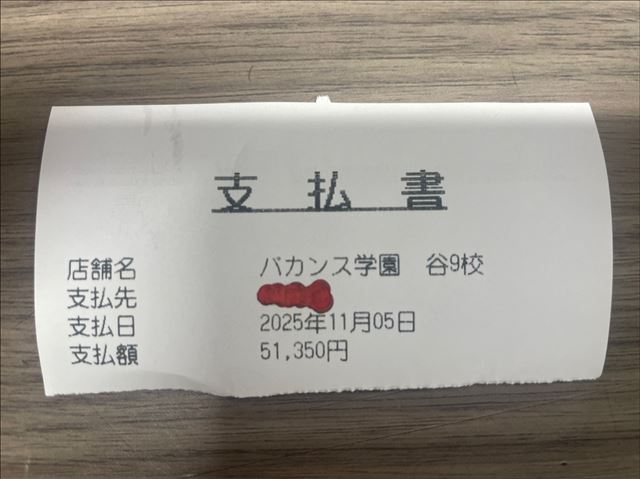 支払書
店舗名 バカンス学園 谷9校
支払先
支払日 2025年11月05日
支払額 51,350円